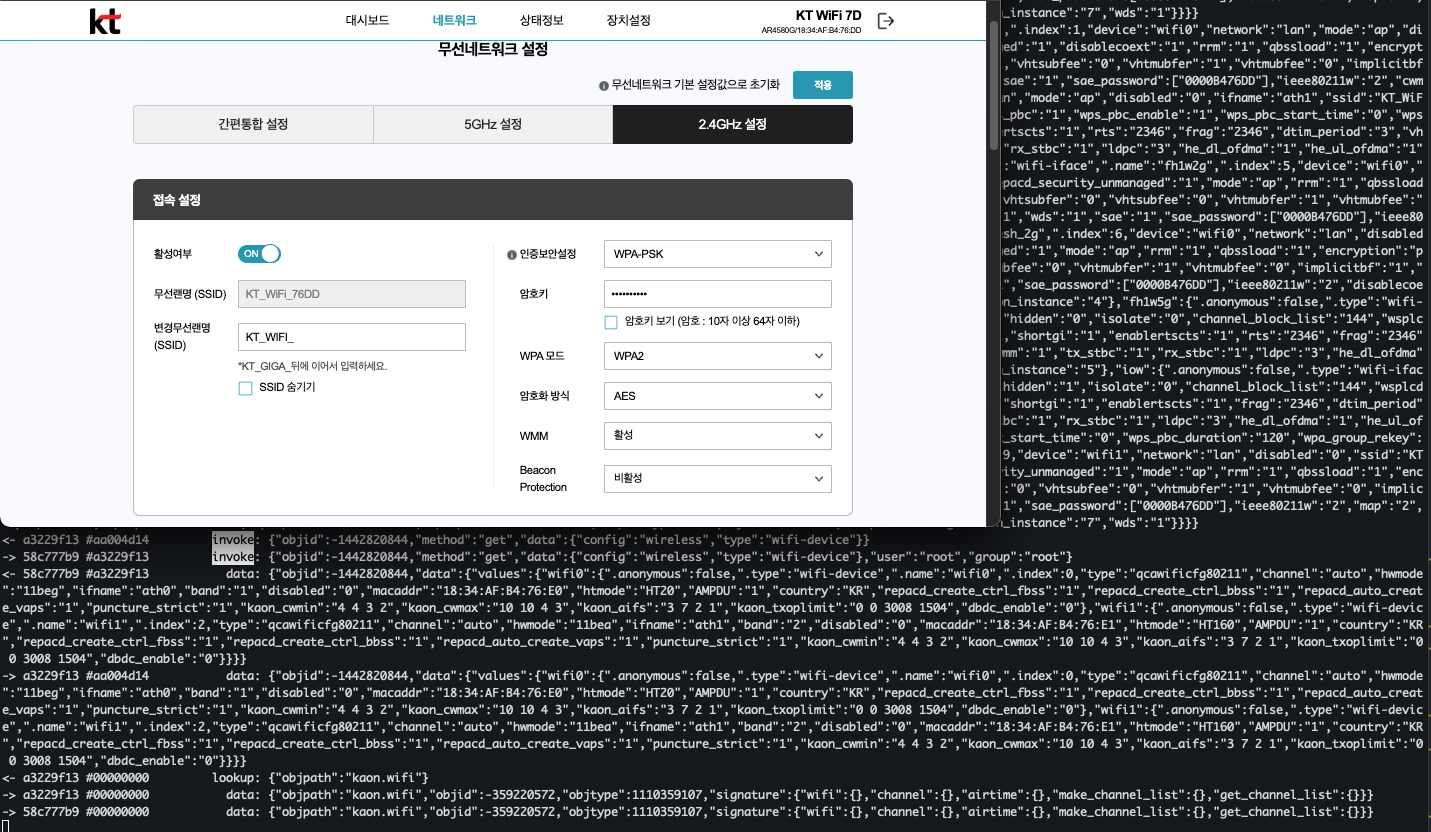 kt
대시보드 네트워크 상태정보 장치설정
KT WiFi 7D
AR4580G/18:34:AF:B4:76:DD
무선네트워크 설정
무선네트워크 기본 설정값으로 초기화 적용
간편통합 설정 5GHz 설정 2.4GHz 설정
접속 설정
활성여부 ON
무선랜명 (SSID) KT_WiFi_76DD
변경무선랜명
(SSID)
KT_WIFI_
*KT_GIGA_뒤에 이어서 입력하세요.
SSID 숨기기
인증보안설정 WPA-PSK
암호키 ••••••••••
암호키 보기 (암호 : 10자 이상 64자 이하)
WPA 모드 WPA2
암호화 방식 AES
WMM 활성
Beacon
Protection
비활성
_instance":"7","wds":"1"}}}}
,".index":1,"device":"wifi0","network":"lan","mode":"ap","di
ged":"1","disablecoext":"1","rrm":"1","qbssload":"1","encrypt
,"vhtsubfee":"0","vhtmubfer":"1","vhtmubfee":"0","implicitbf
sae":"1","sae_password":["0000B476DD"],"ieee80211w":"2","cwm
n","mode":"ap","disabled":"0","ifname":"ath1","ssid":"KT_WiF
_pbc":"1","wps_pbc_enable":"1","wps_pbc_start_time":"0","wps
ertscts":"1","rts":"2346","frag":"2346","dtim_period":"3","vh
"rx_stbc":"1","ldpc":"3","he_dl_ofdma":"1","he_ul_ofdma":"1"
"wifi-iface",".name":"fh1w2g",".index":5,"device":"wifi0","
repacd_security_unmanaged":"1","mode":"ap","rrm":"1","qbssload
vhtsubfer":"0","vhtsubfee":"0","vhtmubfer":"1","vhtmubfee":"
1","wds":"1","sae":"1","sae_password":["0000B476DD"],"ieee80
sh_2g",".index":6,"device":"wifi0","network":"lan","disabled
ged":"1","mode":"ap","rrm":"1","qbssload":"1","encryption":"p
ubfee":"0","vhtmubfer":"1","vhtmubfee":"0","implicitbf":"1","
","sae_password":["0000B476DD"],"ieee80211w":"2","disablecoe
on_instance":"4"},"fh1w5g":{".anonymous":false,".type":"wifi-
"hidden":"0","isolate":"0","channel_block_list":"144","wsplc
,"shortgi":"1","enablertscts":"1","rts":"2346","frag":"2346"
mm":"1","tx_stbc":"1","rx_stbc":"1","ldpc":"3","he_dl_ofdma"
n_instance":"5"},"iow":{".anonymous":false,".type":"wifi-ifac
hidden":"1","isolate":"0","channel_block_list":"144","wsplcd
"shortgi":"1","enablertscts":"1","frag":"2346","dtim_period"
bc":"1","rx_stbc":"1","ldpc":"3","he_dl_ofdma":"1","he_ul_of
_start_time":"0","wps_pbc_duration":"120","wpa_group_rekey":
9,"device":"wifi1","network":"lan","disabled":"0","ssid":"KT
ity_unmanaged":"1","mode":"ap","rrm":"1","qbssload":"1","enc
:"0","vhtsubfee":"0","vhtmubfer":"1","vhtmubfee":"0","implic
1","sae_password":["0000B476DD"],"ieee80211w":"2","map":"2",
n_instance":"7","wds":"1"}}}}
<- a3229f13 #aa004d14 invoke: {"objid":-1442820844,"method":"get","data":{"config":"wireless","type":"wifi-device"}}
-> 58c777b9 #a3229f13 invoke: {"objid":-1442820844,"method":"get","data":{"config":"wireless","type":"wifi-device"},"user":"root","group":"root"}
<- 58c777b9 #a3229f13 data: {"objid":-1442820844,"data":{"values":{"wifi0":{".anonymous":false,".type":"wifi-device",".name":"wifi0",".index":0,"type":"qcawificfg80211","channel":"auto","hwmode
":"11beg","ifname":"ath0","band":"1","disabled":"0","macaddr":"18:34:AF:B4:76:E0","htmode":"HT20","AMPDU":"1","country":"KR","repacd_create_ctrl_fbss":"1","repacd_create_ctrl_bbss":"1","repacd_auto_creat
e_vaps":"1","puncture_strict":"1","kaon_cwmin":"4 4 3 2","kaon_cwmax":"10 10 4 3","kaon_aifs":"3 7 2 1","kaon_txoplimit":"0 0 3008 1504","dbdc_enable":"0"},"wifi1":{".anonymous":false,".type":"wifi-devic
e",".name":"wifi1",".index":2,"type":"qcawificfg80211","channel":"auto","hwmode":"11bea","ifname":"ath1","band":"2","disabled":"0","macaddr":"18:34:AF:B4:76:E1","htmode":"HT160","AMPDU":"1","country":"KR
","repacd_create_ctrl_fbss":"1","repacd_create_ctrl_bbss":"1","repacd_auto_create_vaps":"1","puncture_strict":"1","kaon_cwmin":"4 4 3 2","kaon_cwmax":"10 10 4 3","kaon_aifs":"3 7 2 1","kaon_txoplimit":"0
0 3008 1504","dbdc_enable":"0"}}}}
-> a3229f13 #aa004d14 data: {"objid":-1442820844,"data":{"values":{"wifi0":{".anonymous":false,".type":"wifi-device",".name":"wifi0",".index":0,"type":"qcawificfg80211","channel":"auto","hwmode
":"11beg","ifname":"ath0","band":"1","disabled":"0","macaddr":"18:34:AF:B4:76:E0","htmode":"HT20","AMPDU":"1","country":"KR","repacd_create_ctrl_fbss":"1","repacd_create_ctrl_bbss":"1","repacd_auto_creat
e_vaps":"1","puncture_strict":"1","kaon_cwmin":"4 4 3 2","kaon_cwmax":"10 10 4 3","kaon_aifs":"3 7 2 1","kaon_txoplimit":"0 0 3008 1504","dbdc_enable":"0"},"wifi1":{".anonymous":false,".type":"wifi-devic
e",".name":"wifi1",".index":2,"type":"qcawificfg80211","channel":"auto","hwmode":"11bea","ifname":"ath1","band":"2","disabled":"0","macaddr":"18:34:AF:B4:76:E1","htmode":"HT160","AMPDU":"1","country":"KR
","repacd_create_ctrl_fbss":"1","repacd_create_ctrl_bbss":"1","repacd_auto_create_vaps":"1","puncture_strict":"1","kaon_cwmin":"4 4 3 2","kaon_cwmax":"10 10 4 3","kaon_aifs":"3 7 2 1","kaon_txoplimit":"0
0 3008 1504","dbdc_enable":"0"}}}}
<- a3229f13 #00000000 lookup: {"objpath":"kaon.wifi"}
-> a3229f13 #00000000 data: {"objpath":"kaon.wifi","objid":-359220572,"objtype":1110359107,"signature":{"wifi":{},"channel":{},"airtime":{},"make_channel_list":{},"get_channel_list":{}}}
-> 58c777b9 #00000000 data: {"objpath":"kaon.wifi","objid":-359220572,"objtype":1110359107,"signature":{"wifi":{},"channel":{},"airtime":{},"make_channel_list":{},"get_channel_list":{}}}